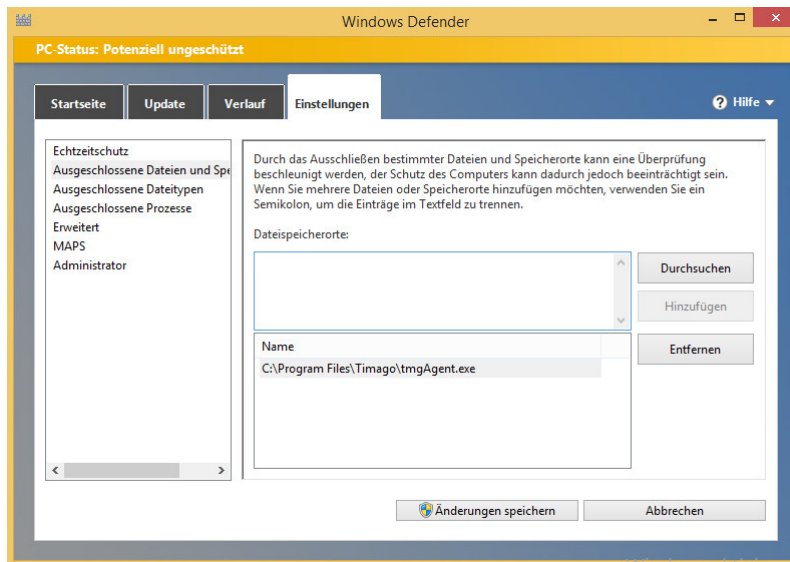 Windows Defender
PC-Status: Potenziell ungeschützt
Startseite
Update
Verlauf
Einstellungen
Hilfe
Echtzeitschutz
Ausgeschlossene Dateien und Spe
Ausgeschlossene Dateitypen
Ausgeschlossene Prozesse
Erweitert
MAPS
Administrator
Durch das Ausschließen bestimmter Dateien und Speicherorte kann eine Überprüfung
beschleunigt werden, der Schutz des Computers kann dadurch jedoch beeinträchtigt sein.
Wenn Sie mehrere Dateien oder Speicherorte hinzufügen möchten, verwenden Sie ein
Semikolon, um die Einträge im Textfeld zu trennen.
Dateispeicherorte:
Durchsuchen
Hinzufügen
Name
C:\Program Files\Timago\tmgAgent.exe
Entfernen
Änderungen speichern
Abbrechen